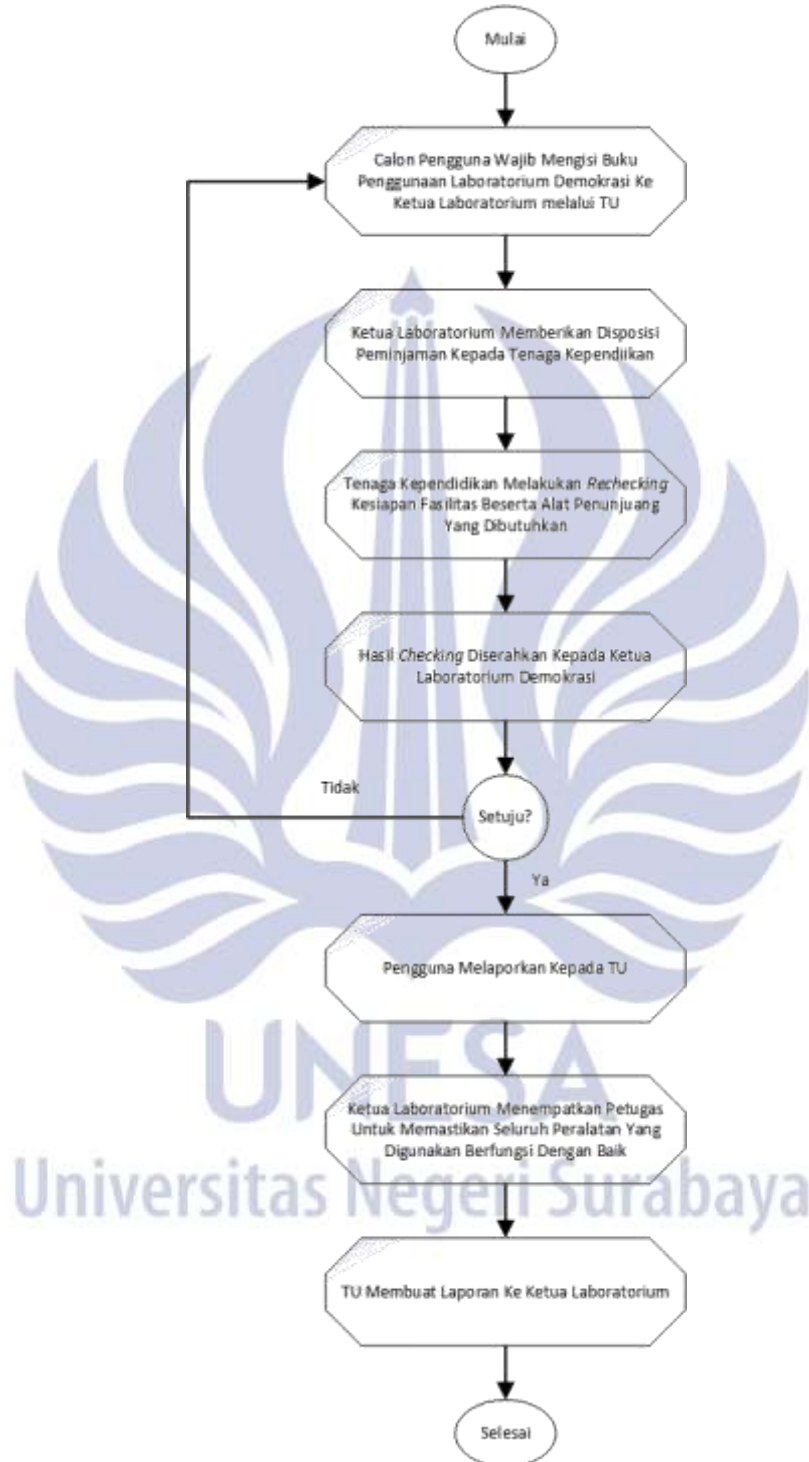 Mulai
Calon Pengguna Wajib Mengisi Buku
Penggunaan Laboratorium Demokrasi Ke
Ketua Laboratorium melalui TU
Ketua Laboratorium Memberikan Disposisi
Peminjaman Kepada Tenaga Kependiikan
Tenaga Kependidikan Melakukan Rechecking
Kesiapan Fasilitas Beserta Alat Penunjuang
Yang Dibutuhkan
Hasil Checking Diserahkan Kepada Ketua
Laboratorium Demokrasi
Tidak
Setuju?
Ya
Pengguna Melaporkan Kepada TU
UNESA
Ketua Laboratorium Menempatkan Petugas
Untuk Memastikan Seluruh Peralatan Yang
Digunakan Berfungsi Dengan Baik
Universitas Negeri Surabaya
TU Membuat Laporan Ke Ketua Laboratorium
Selesai